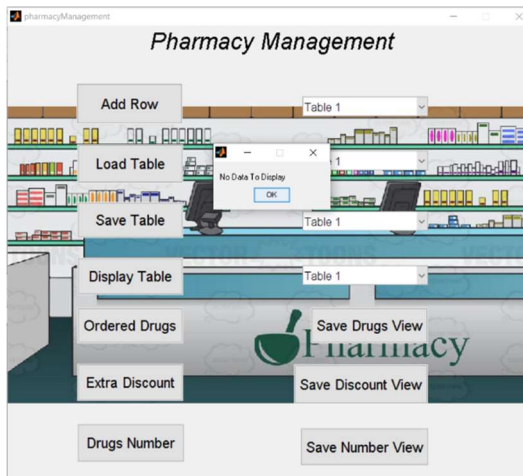 pharmacyManagement
Pharmacy Management
Add Row
Table 1
Load Table
No Data To Display
OK
1
Save Table
Table 1
Display Table
Table 1
Ordered Drugs
Save Drugs View
Pharmacy
Extra Discount
Save Discount View
Drugs Number
Save Number View